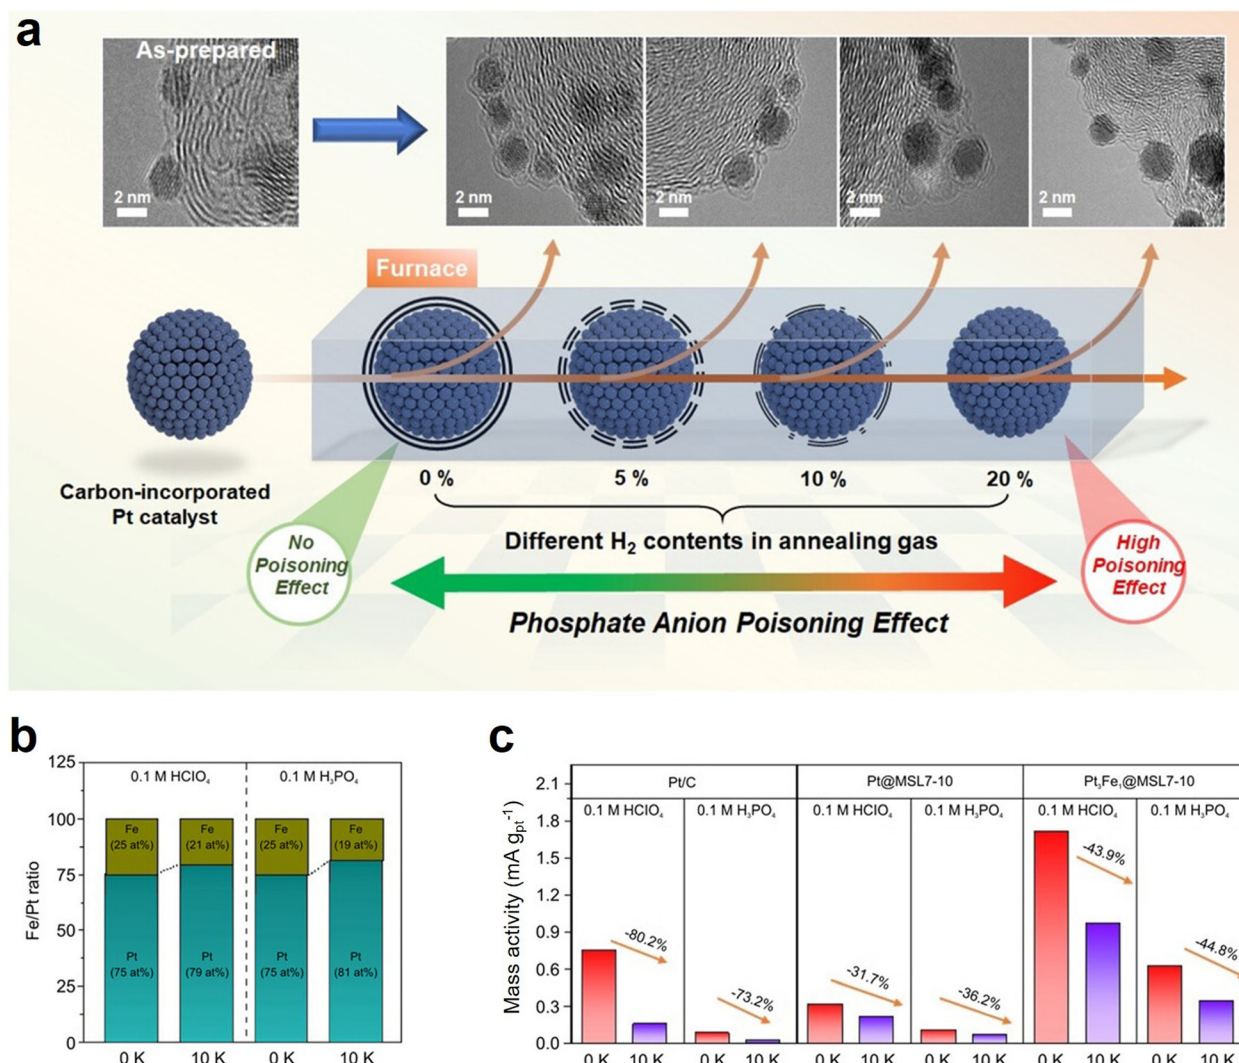 a
As-prepared
2 nm
2 nm
2 nm
2 nm
2 nm
Furnace
Carbon-incorporated
Pt catalyst
0 %
5 %
10 %
20 %
Different H₂ contents in annealing gas
No
Poisoning
Effect
High
Poisoning
Effect
Phosphate Anion Poisoning Effect
b
125
100
75
50
25
0
Fe/Pt ratio
0.1 M HClO₄
0.1 M H₃PO₄
Fe
(25 at%)
Fe
(21 at%)
Fe
(25 at%)
Fe
(19 at%)
Pt
(75 at%)
Pt
(79 at%)
Pt
(75 at%)
Pt
(81 at%)
0 K
10 K
0 K
10 K
c
Mass activity (mA gₚₜ⁻¹)
2.1
1.8
1.5
1.2
0.9
0.6
0.3
0.0
Pt/C
Pt@MSL7-10
Pt₃Fe₁@MSL7-10
0.1 M HClO₄
0.1 M H₃PO₄
0.1 M HClO₄
0.1 M H₃PO₄
0.1 M HClO₄
0.1 M H₃PO₄
-80.2%
-73.2%
-31.7%
-36.2%
-43.9%
-44.8%
0 K
10 K
0 K
10 K
0 K
10 K
0 K
10 K
0 K
10 K
0 K
10 K